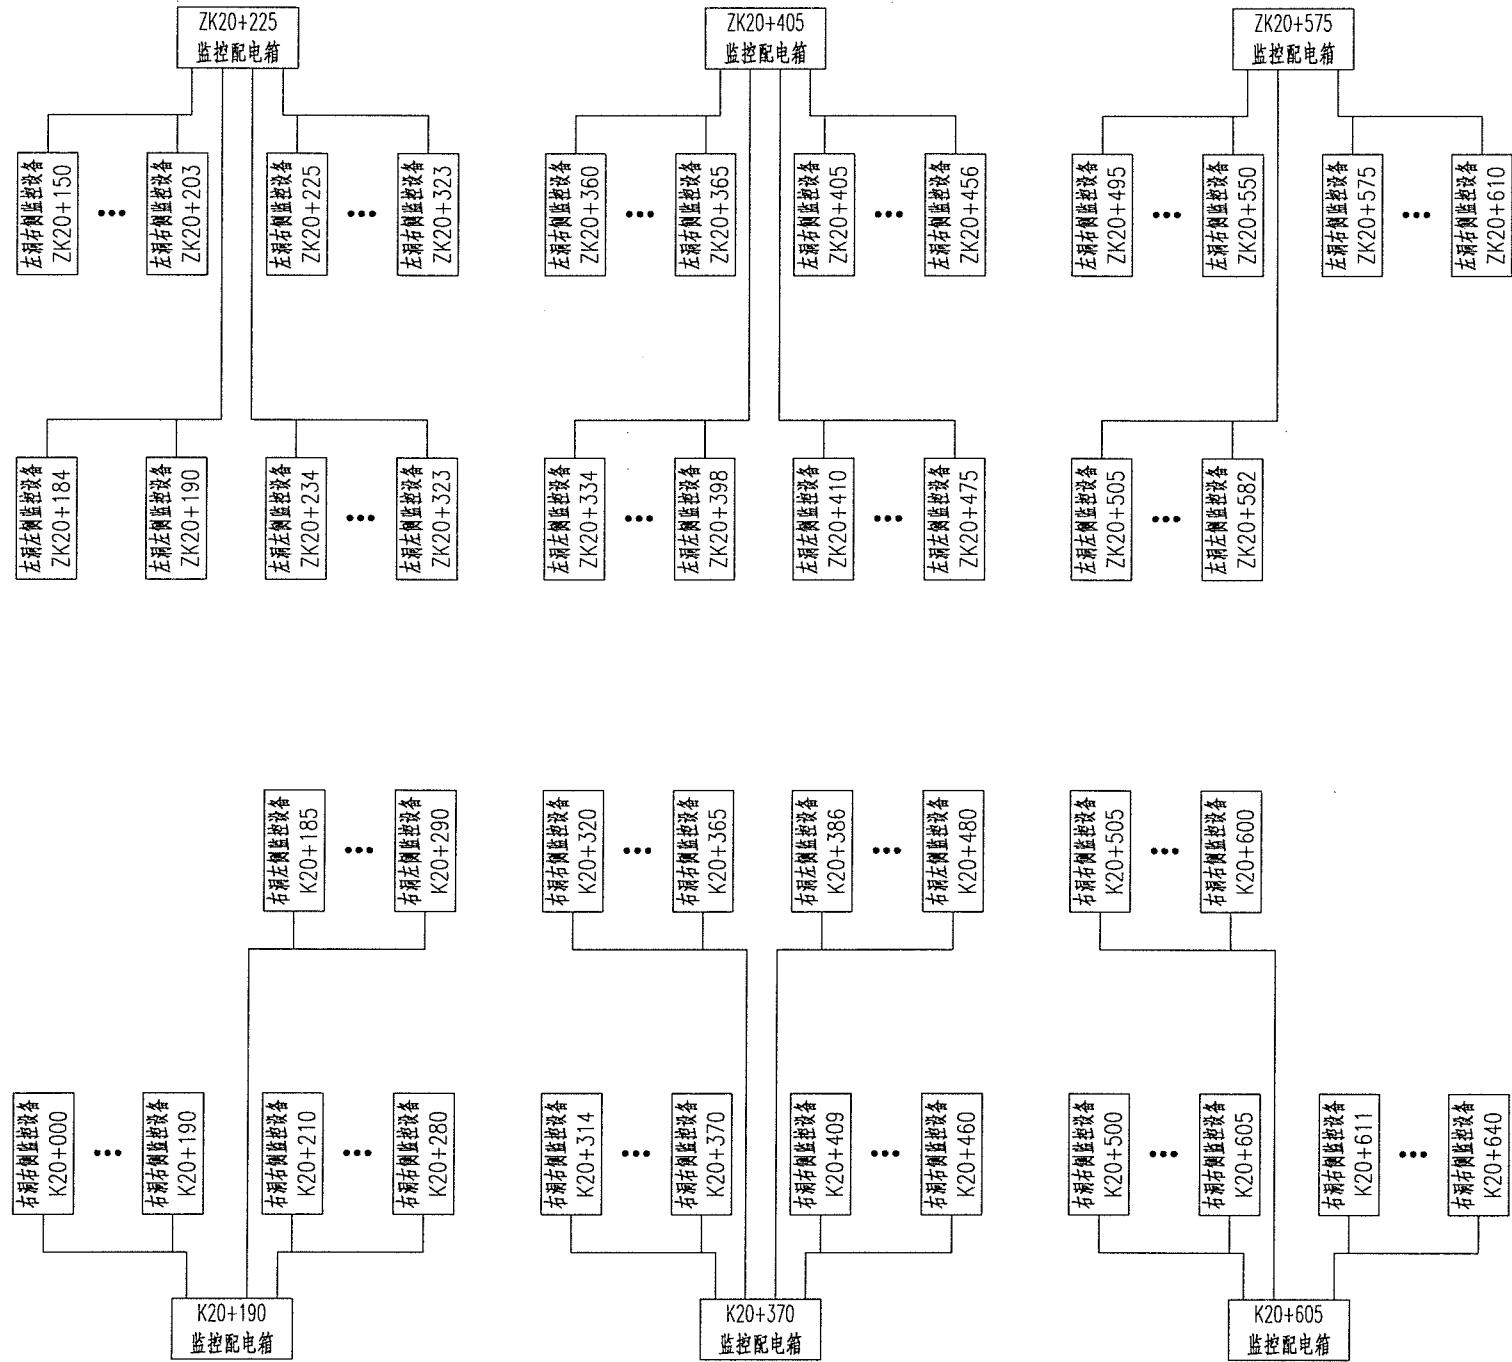 ZK20+225
监控配电箱
ZK20+405
监控配电箱
ZK20+575
监控配电箱
左洞右侧监控设备
ZK20+150
左洞右侧监控设备
ZK20+203
左洞右侧监控设备
ZK20+225
左洞右侧监控设备
ZK20+323
左洞右侧监控设备
ZK20+360
左洞右侧监控设备
ZK20+365
左洞右侧监控设备
ZK20+405
左洞右侧监控设备
ZK20+456
左洞右侧监控设备
ZK20+495
左洞右侧监控设备
ZK20+550
左洞右侧监控设备
ZK20+575
左洞右侧监控设备
ZK20+610
左洞左侧监控设备
ZK20+184
左洞左侧监控设备
ZK20+190
左洞左侧监控设备
ZK20+234
左洞左侧监控设备
ZK20+323
左洞左侧监控设备
ZK20+334
左洞左侧监控设备
ZK20+398
左洞左侧监控设备
ZK20+410
左洞左侧监控设备
ZK20+475
左洞左侧监控设备
ZK20+505
左洞左侧监控设备
ZK20+582
右洞左侧监控设备
K20+185
右洞左侧监控设备
K20+290
右洞右侧监控设备
K20+320
右洞右侧监控设备
K20+365
右洞左侧监控设备
K20+386
右洞左侧监控设备
K20+480
右洞右侧监控设备
K20+505
右洞右侧监控设备
K20+600
右洞右侧监控设备
K20+000
右洞右侧监控设备
K20+190
右洞右侧监控设备
K20+210
右洞右侧监控设备
K20+280
右洞右侧监控设备
K20+314
右洞右侧监控设备
K20+370
右洞右侧监控设备
K20+409
右洞右侧监控设备
K20+460
右洞右侧监控设备
K20+500
右洞右侧监控设备
K20+605
右洞右侧监控设备
K20+611
右洞右侧监控设备
K20+640
K20+190
监控配电箱
K20+370
监控配电箱
K20+605
监控配电箱